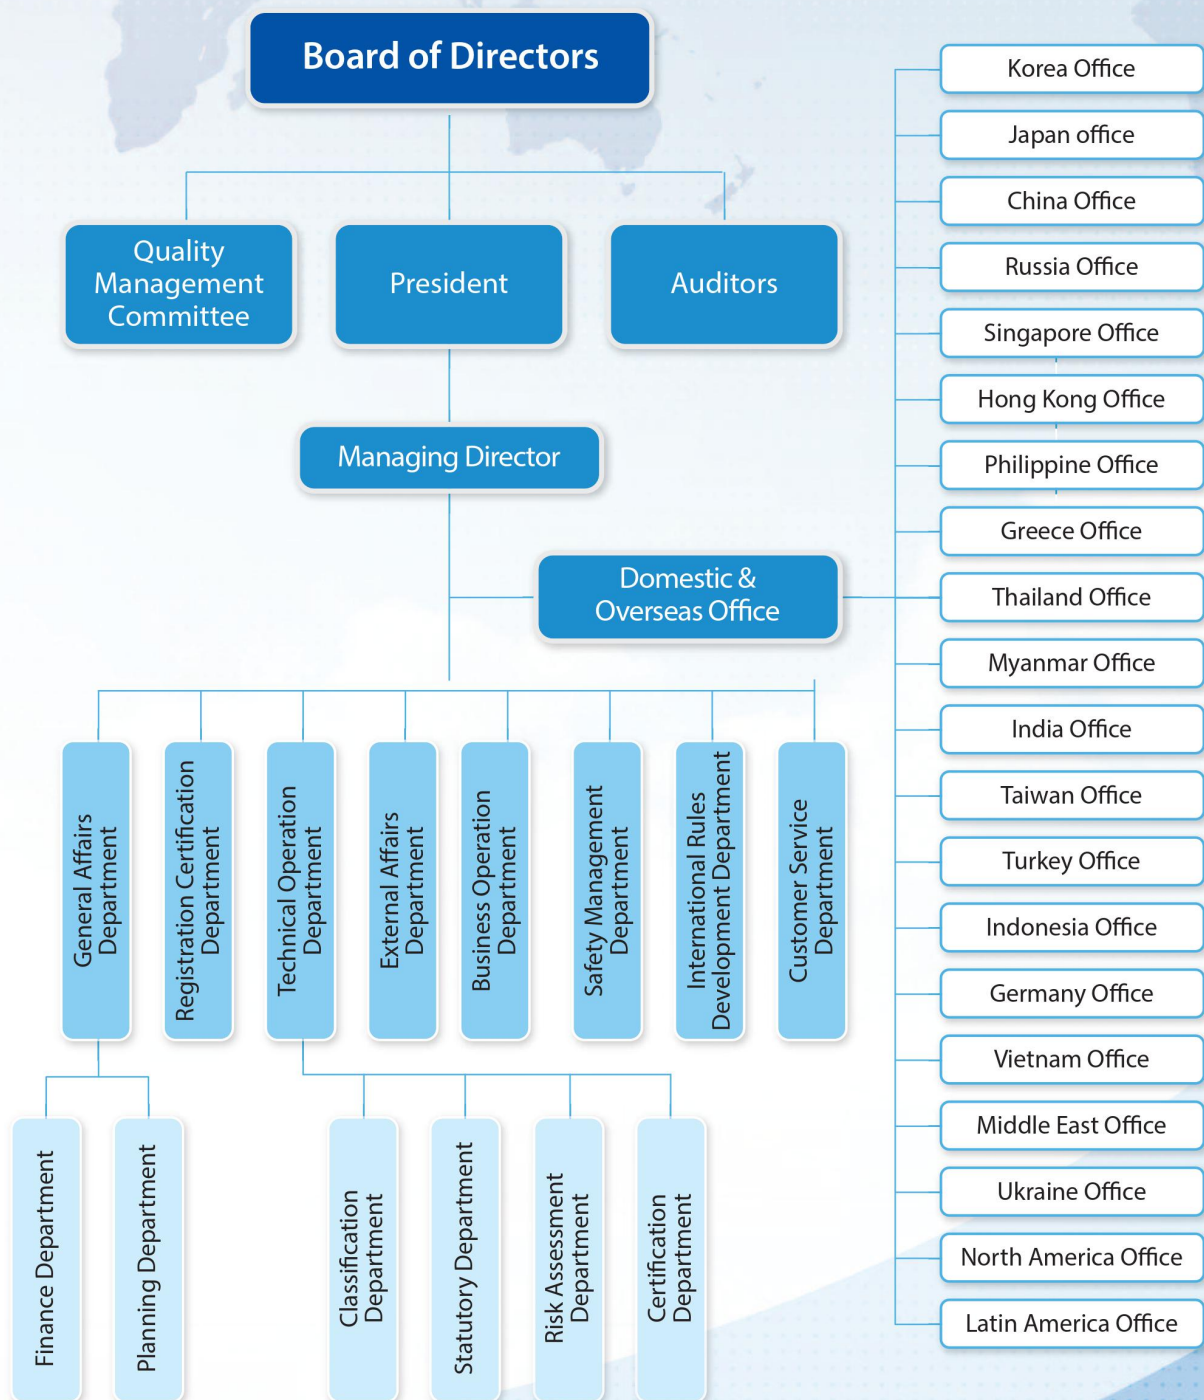 Board of Directors
Quality
Management
Committee
President
Auditors
Managing Director
Domestic &
Overseas Office
General Affairs
Department
Registration Certification
Department
Technical Operation
Department
External Affairs
Department
Business Operation
Department
Safety Management
Department
International Rules
Development Department
Customer Service
Department
Finance Department
Planning Department
Classification
Department
Statutory Department
Risk Assessment
Department
Certification
Department
Korea Office
Japan office
China Office
Russia Office
Singapore Office
Hong Kong Office
Philippine Office
Greece Office
Thailand Office
Myanmar Office
India Office
Taiwan Office
Turkey Office
Indonesia Office
Germany Office
Vietnam Office
Middle East Office
Ukraine Office
North America Office
Latin America Office